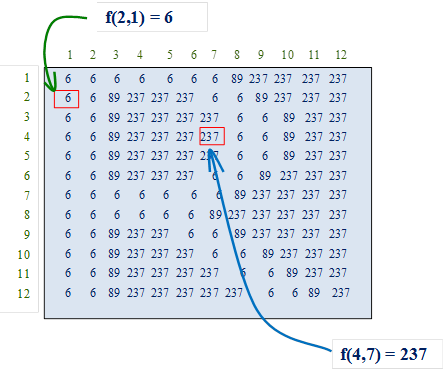 f(2,1) = 6
1 2 3 4 5 6 7 8 9 10 11 12
1 6 6 6 6 6 6 6 89 237 237 237 237
2 6 6 89 237 237 237 6 6 89 237 237 237
3 6 6 89 237 237 237 237 6 6 89 237 237
4 6 6 89 237 237 237 237 6 6 89 237 237
5 6 6 89 237 237 237 237 6 6 89 237 237
6 6 6 89 237 237 237 6 6 89 237 237 237
7 6 6 6 6 6 6 6 89 237 237 237 237
8 6 6 6 6 6 6 89 237 237 237 237 237
9 6 6 89 237 237 6 6 89 237 237 237 237
10 6 6 89 237 237 237 6 6 89 237 237 237
11 6 6 89 237 237 237 237 6 6 89 237 237
12 6 6 89 237 237 237 237 237 6 6 89 237
f(4,7) = 237